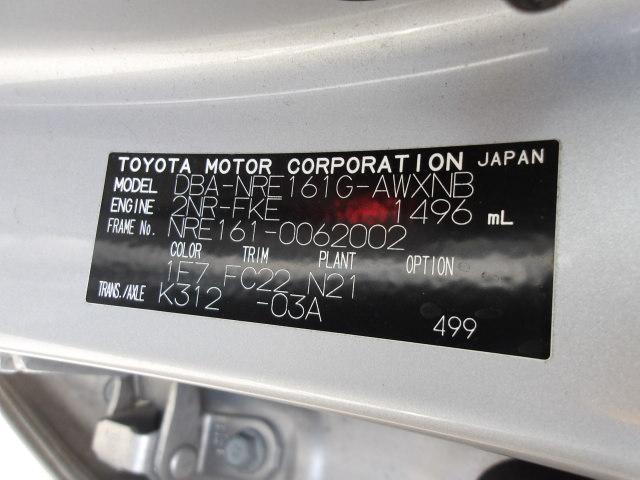 TOYOTA MOTOR CORPORATION JAPAN
MODEL DBA-NRE161G-AWXNB
ENGINE 2NR-FKE 1496 mL
FRAME No. NRE161-0062002
COLOR TRIM PLANT OPTION
1F7 FC22 N21
TRANS./AXLE K312 -03A
499